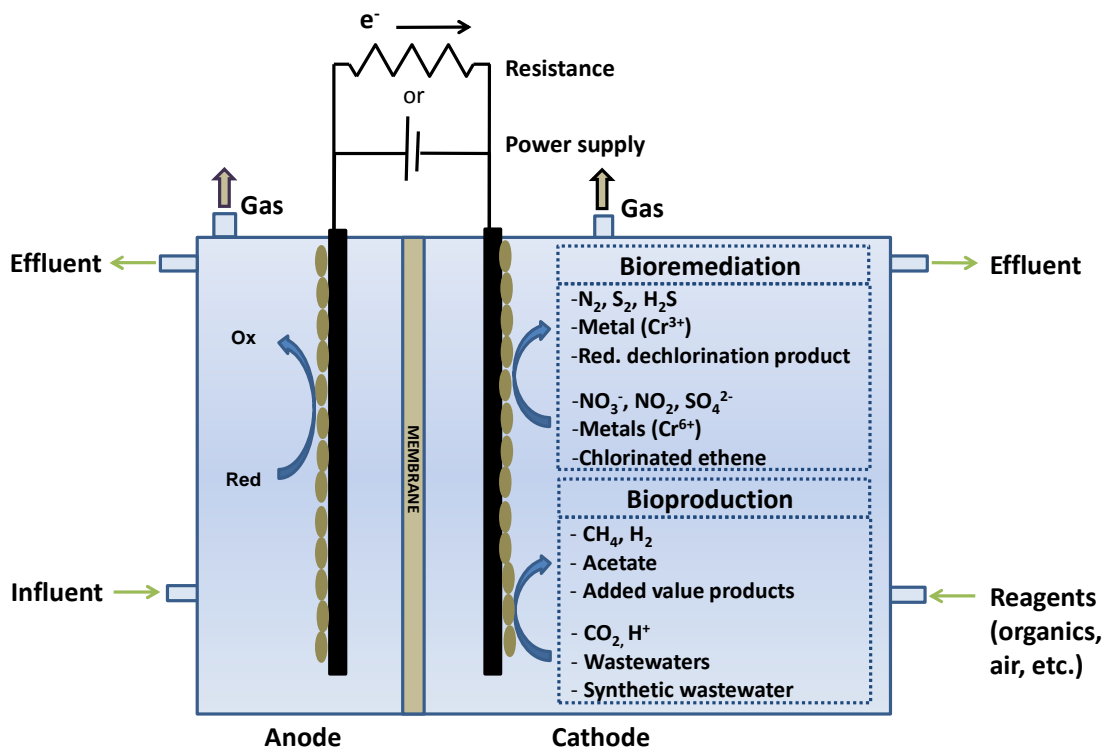 e⁻
Resistance
or
Power supply
Gas
Gas
Effluent
Effluent
Bioremediation
-N₂, S₂, H₂S
-Metal (Cr³⁺)
-Red. dechlorination product
-NO₃⁻, NO₂, SO₄²⁻
-Metals (Cr⁶⁺)
-Chlorinated ethene
Ox
Red
MEMBRANE
Bioproduction
- CH₄, H₂
- Acetate
- Added value products
- CO₂, H⁺
- Wastewaters
- Synthetic wastewater
Influent
Reagents
(organics,
air, etc.)
Anode
Cathode